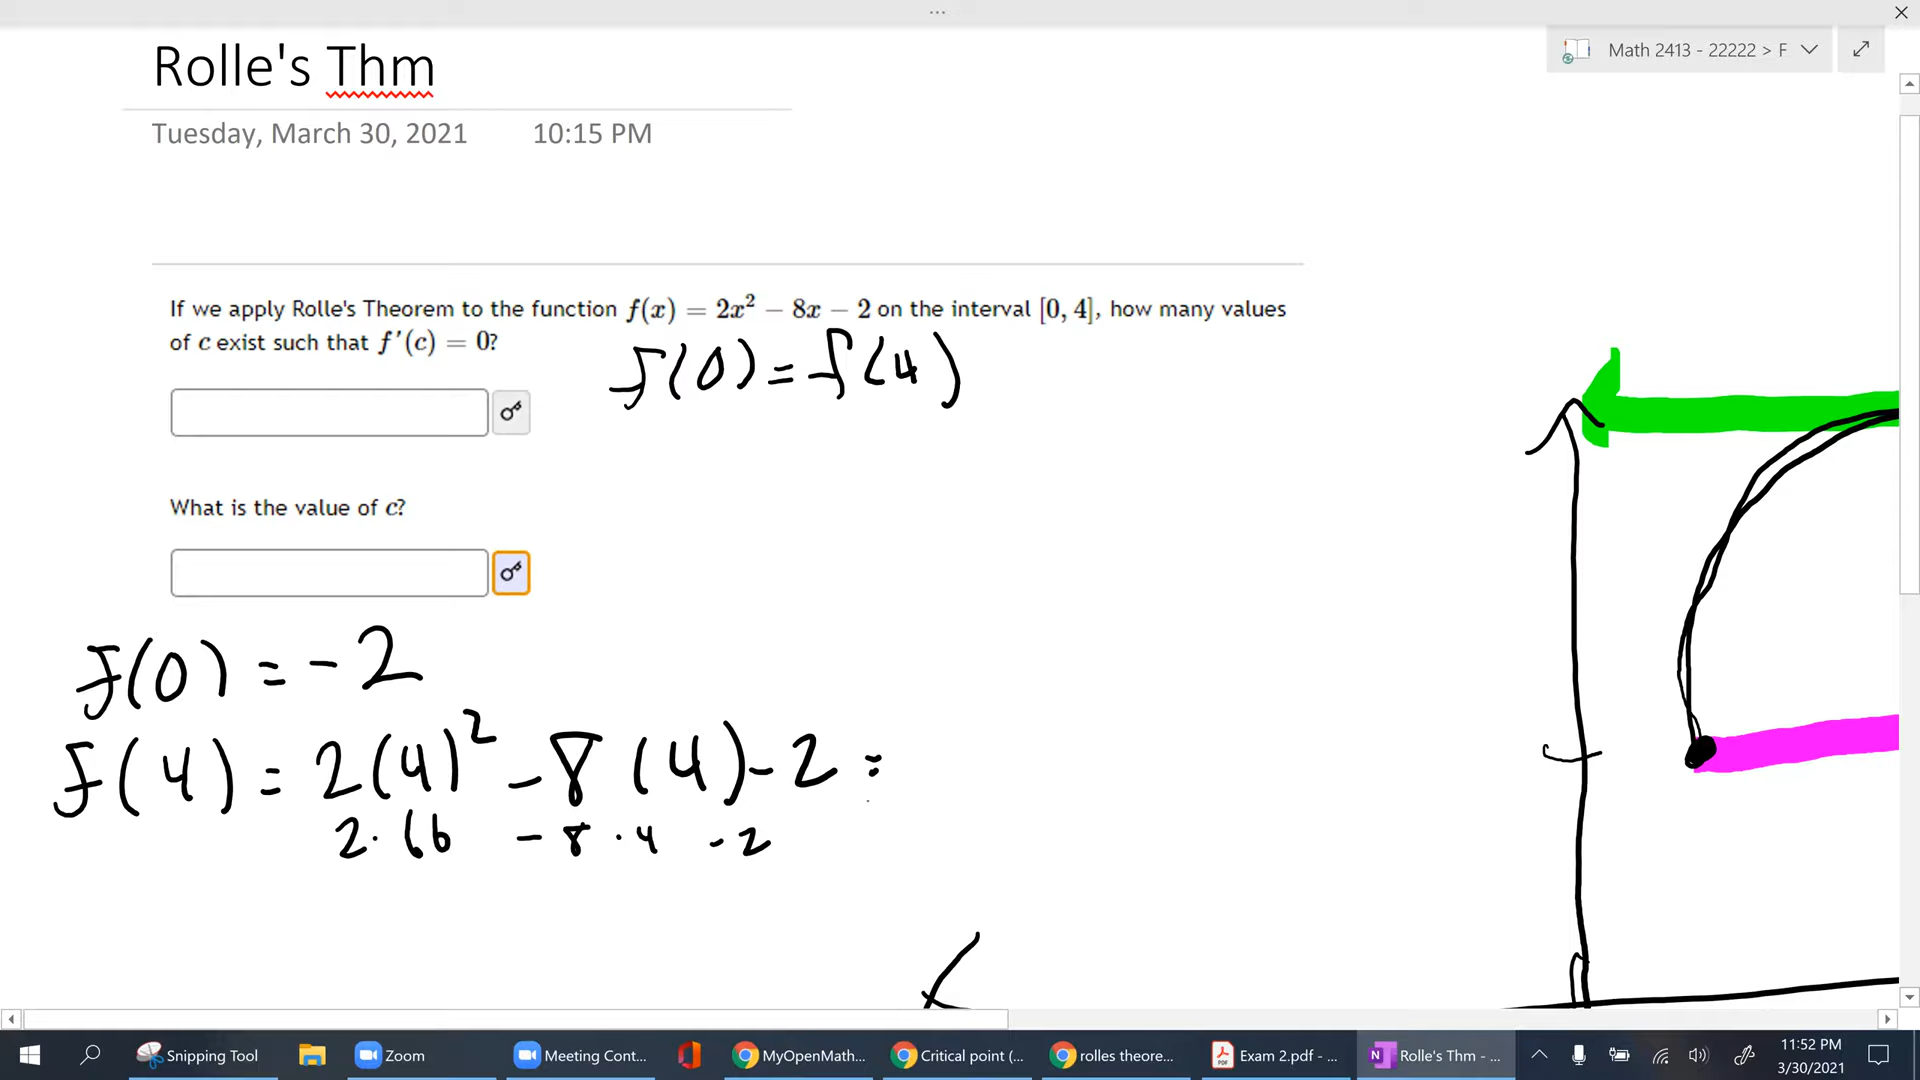 Rolle's Thm
Math 2413 - 22222 > F
Tuesday, March 30, 2021 10:15 PM
If we apply Rolle's Theorem to the function f(x) = 2x² − 8x − 2 on the interval [0, 4], how many values
of c exist such that f'(c) = 0?
f(0) = f(4)
What is the value of c?
f(0) = -2
f(4) = 2(4)² - 8(4) - 2 =
2·16 - 8·4 - 2
Snipping Tool
Zoom
Meeting Cont...
MyOpenMath...
Critical point (...
rolles theore...
Exam 2.pdf - ...
Rolle's Thm - ...
11:52 PM
3/30/2021